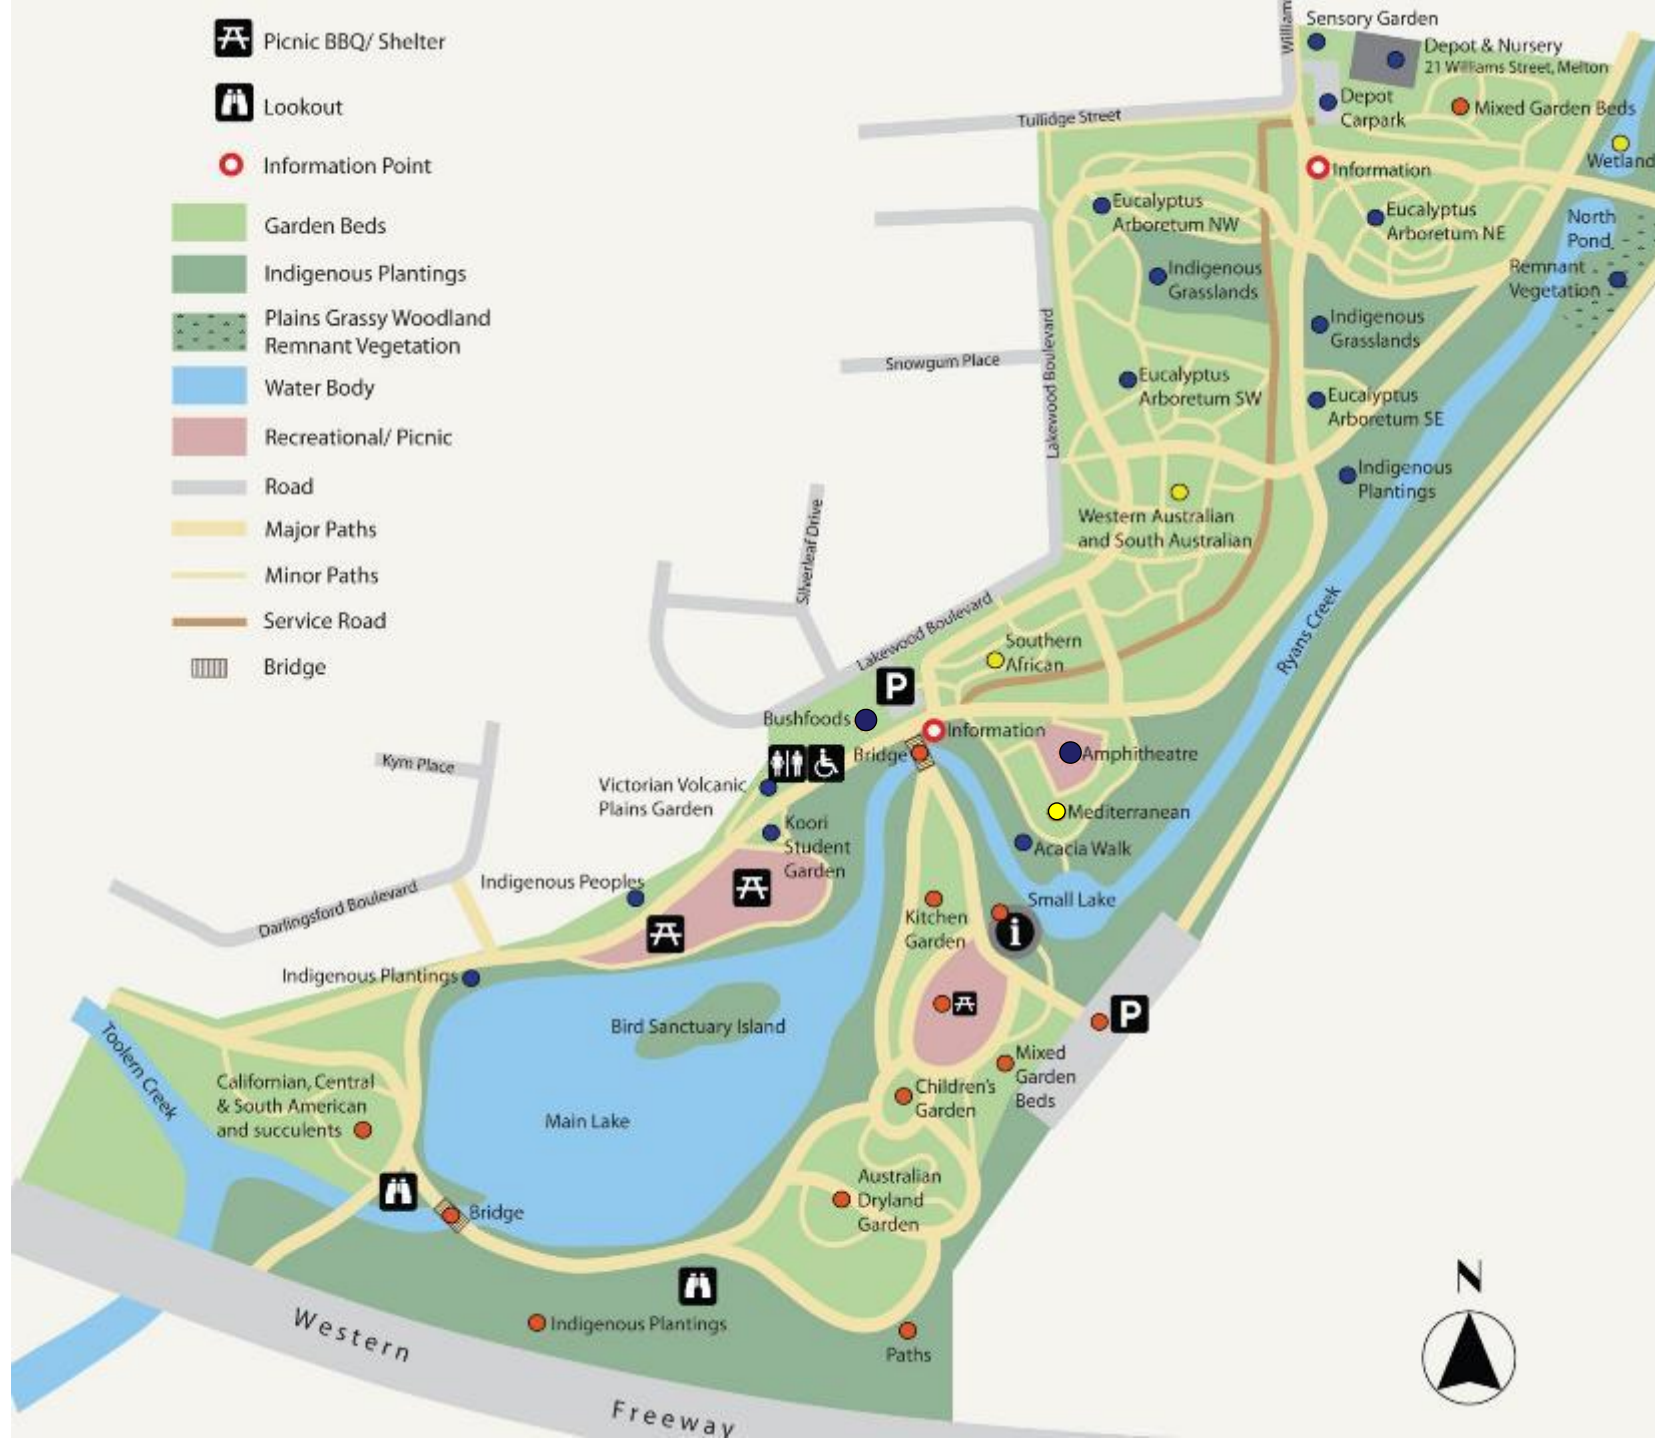 Picnic BBQ/ Shelter
Lookout
Information Point
Garden Beds
Indigenous Plantings
Plains Grassy Woodland
Remnant Vegetation
Water Body
Recreational/ Picnic
Road
Major Paths
Minor Paths
Service Road
Bridge
William
Sensory Garden
Depot & Nursery
21 Williams Street, Melton
Depot
Carpark
Mixed Garden Beds
Tullidge Street
Wetland
Information
Eucalyptus
Arboretum NW
Eucalyptus
Arboretum NE
North
Pond
Indigenous
Grasslands
Remnant
Vegetation
Indigenous
Grasslands
Lakewood Boulevard
Snowgum Place
Eucalyptus
Arboretum SW
Eucalyptus
Arboretum SE
Indigenous
Plantings
Western Australian
and South Australian
Silverleaf Drive
Lakewood Boulevard
Ryans Creek
Southern
African
P
Bushfoods
Information
Bridge
Amphitheatre
Kym Place
Victorian Volcanic
Plains Garden
Mediterranean
Koori
Student
Garden
Acacia Walk
Indigenous Peoples
Darlingsford Boulevard
Small Lake
Kitchen
Garden
i
Indigenous Plantings
Bird Sanctuary Island
P
Toolern Creek
Mixed
Garden
Beds
Californian, Central
& South American
and succulents
Children's
Garden
Main Lake
Australian
Dryland
Garden
Bridge
N
Indigenous Plantings
Paths
Western
Freeway